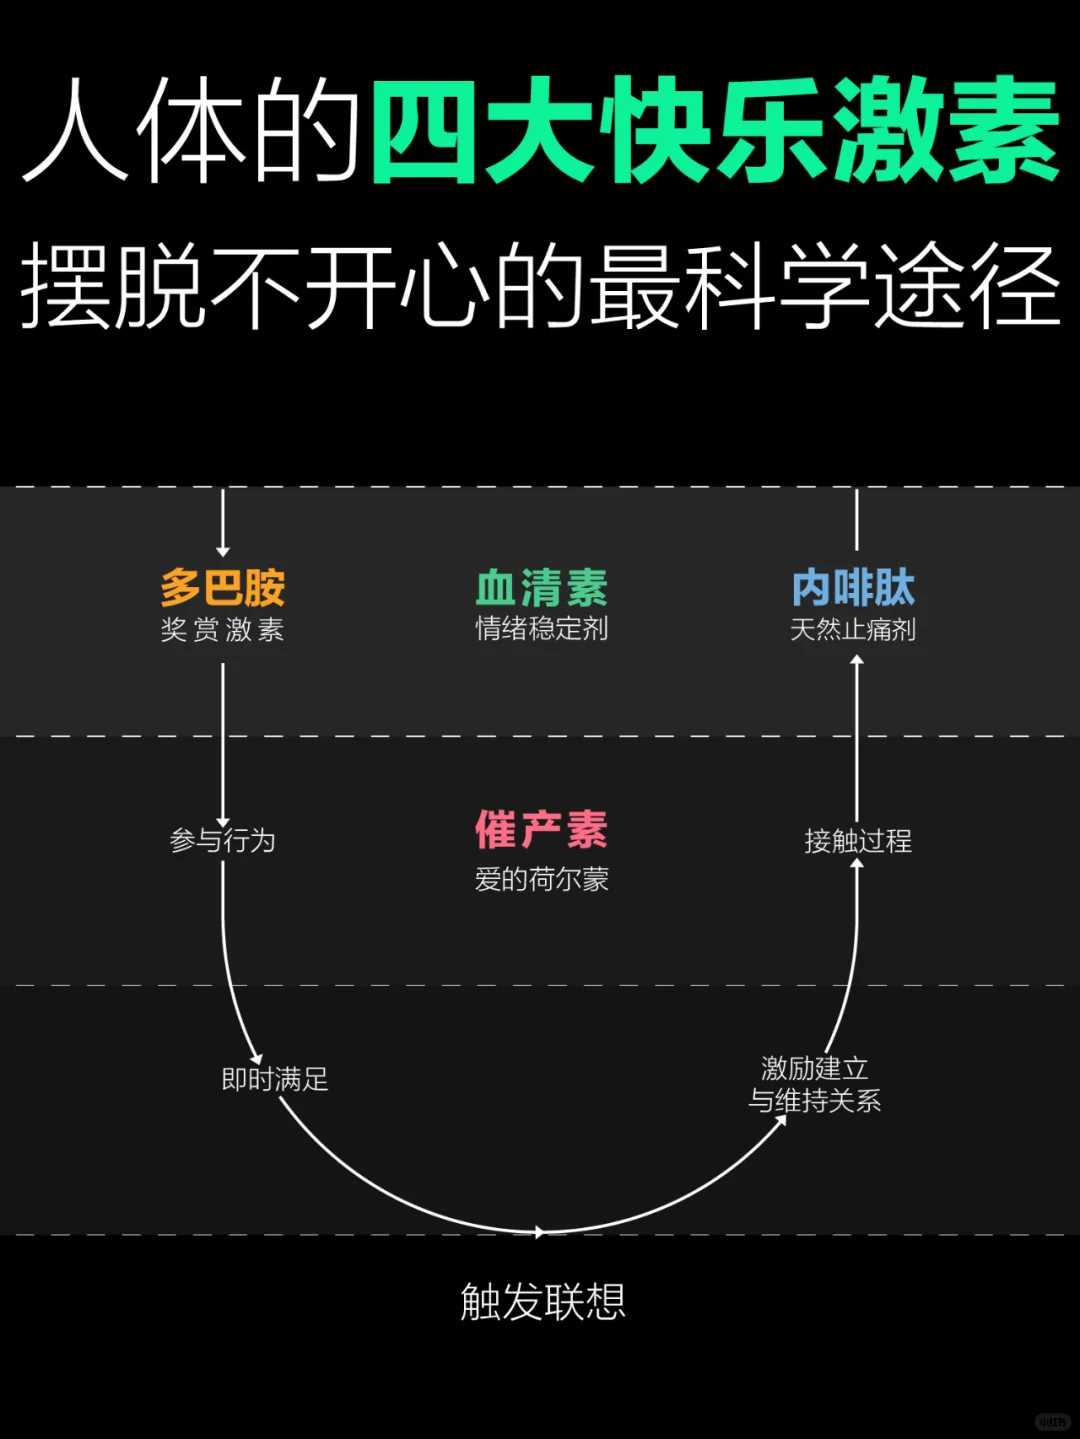 人体的四大快乐激素
摆脱不开心的最科学途径
多巴胺
奖赏激素
血清素
情绪稳定剂
内啡肽
天然止痛剂
参与行为
催产素
爱的荷尔蒙
接触过程
即时满足
激励建立
与维持关系
触发联想
小红书